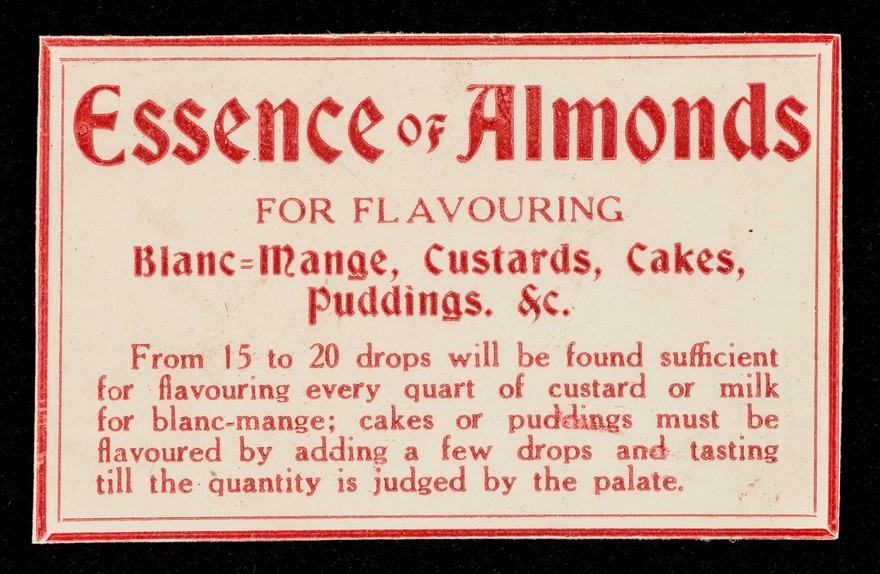 Essence of Almonds
FOR FLAVOURING
Blanc=Mange, Custards, Cakes,
Puddings. &c.
From 15 to 20 drops will be found sufficient
for flavouring every quart of custard or milk
for blanc-mange; cakes or puddings must be
flavoured by adding a few drops and tasting
till the quantity is judged by the palate.